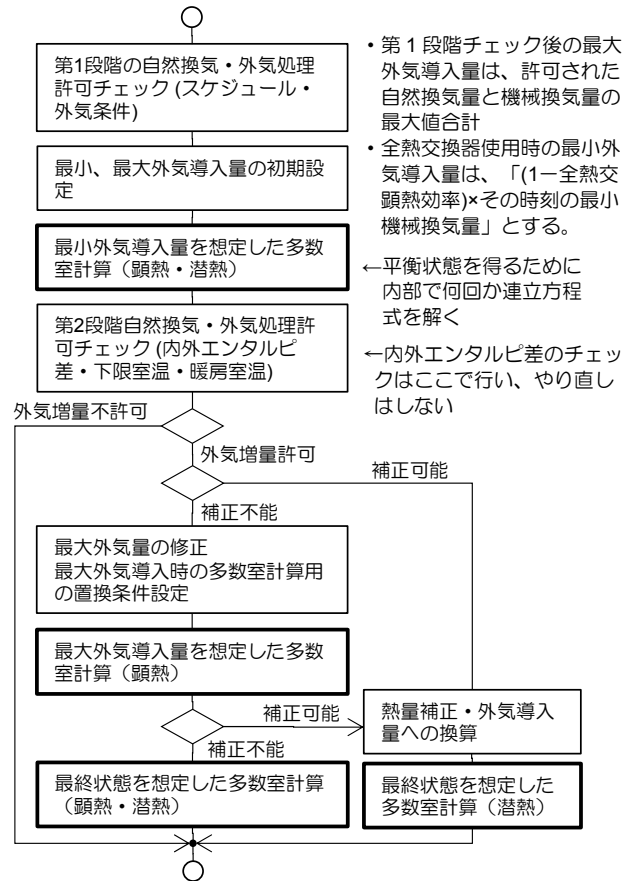 第1段階の自然換気・外気処理
許可チェック (スケジュール・
外気条件)
・第 1 段階チェック後の最大
外気導入量は、許可された
自然換気量と機械換気量の
最大値合計
・全熱交換器使用時の最小外
気導入量は、「(1ー全熱交
顕熱効率)×その時刻の最小
機械換気量」とする。
最小、最大外気導入量の初期設
定
最小外気導入量を想定した多数
室計算（顕熱・潜熱）
←平衡状態を得るために
内部で何回か連立方程
式を解く
第2段階自然換気・外気処理許
可チェック (内外エンタルピ
差・下限室温・暖房室温)
←内外エンタルピ差のチェッ
クはここで行い、やり直し
はしない
外気増量不許可
外気増量許可
補正可能
補正不能
最大外気量の修正
最大外気導入時の多数室計算用
の置換条件設定
最大外気導入量を想定した多数
室計算（顕熱）
補正可能
熱量補正・外気導入
量への換算
補正不能
最終状態を想定した多数室計算
（顕熱・潜熱）
最終状態を想定した
多数室計算（潜熱）